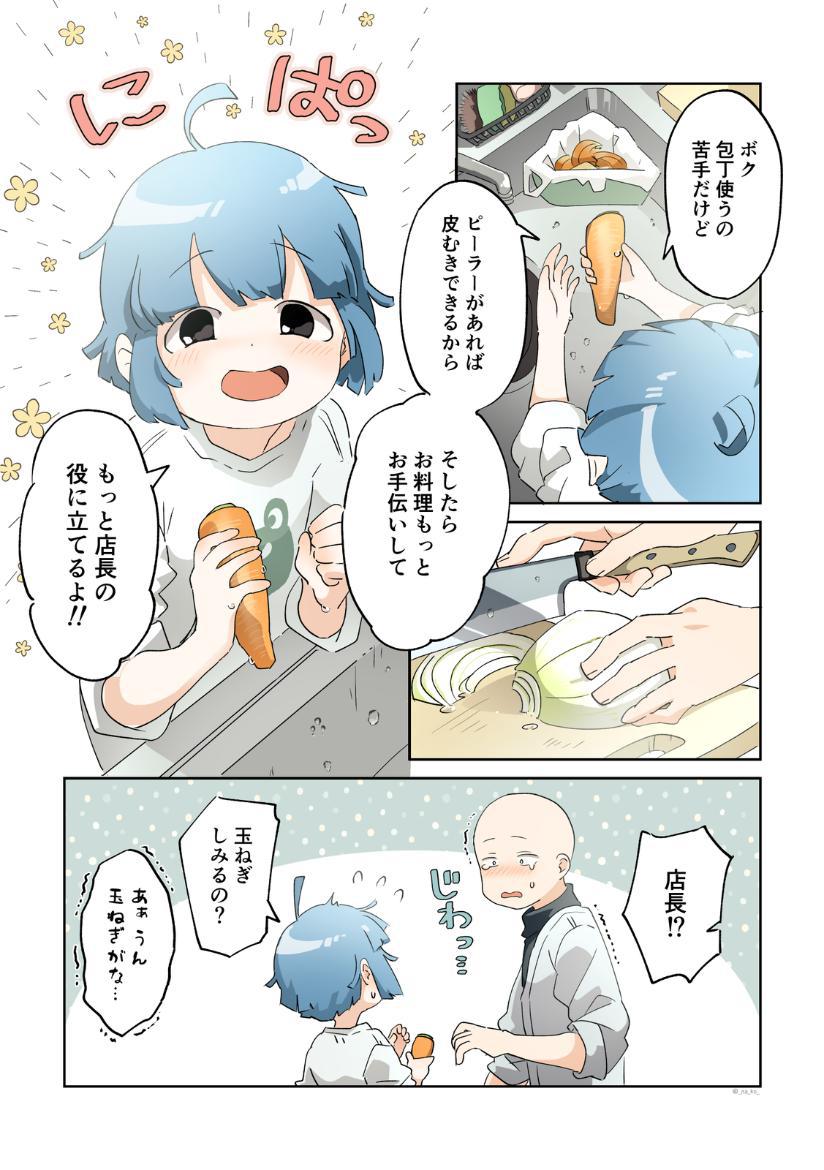 ボク
包丁使うの
苦手だけど
ピーラーがあれば
皮むきできるから
そしたら
お料理もっと
お手伝いして
にぱっ
もっと店長の
役に立てるよ!!
店長!?
じわっ…
玉ねぎ
しみるの?
あぁ うん
玉ねぎがな…
@_na_ko_